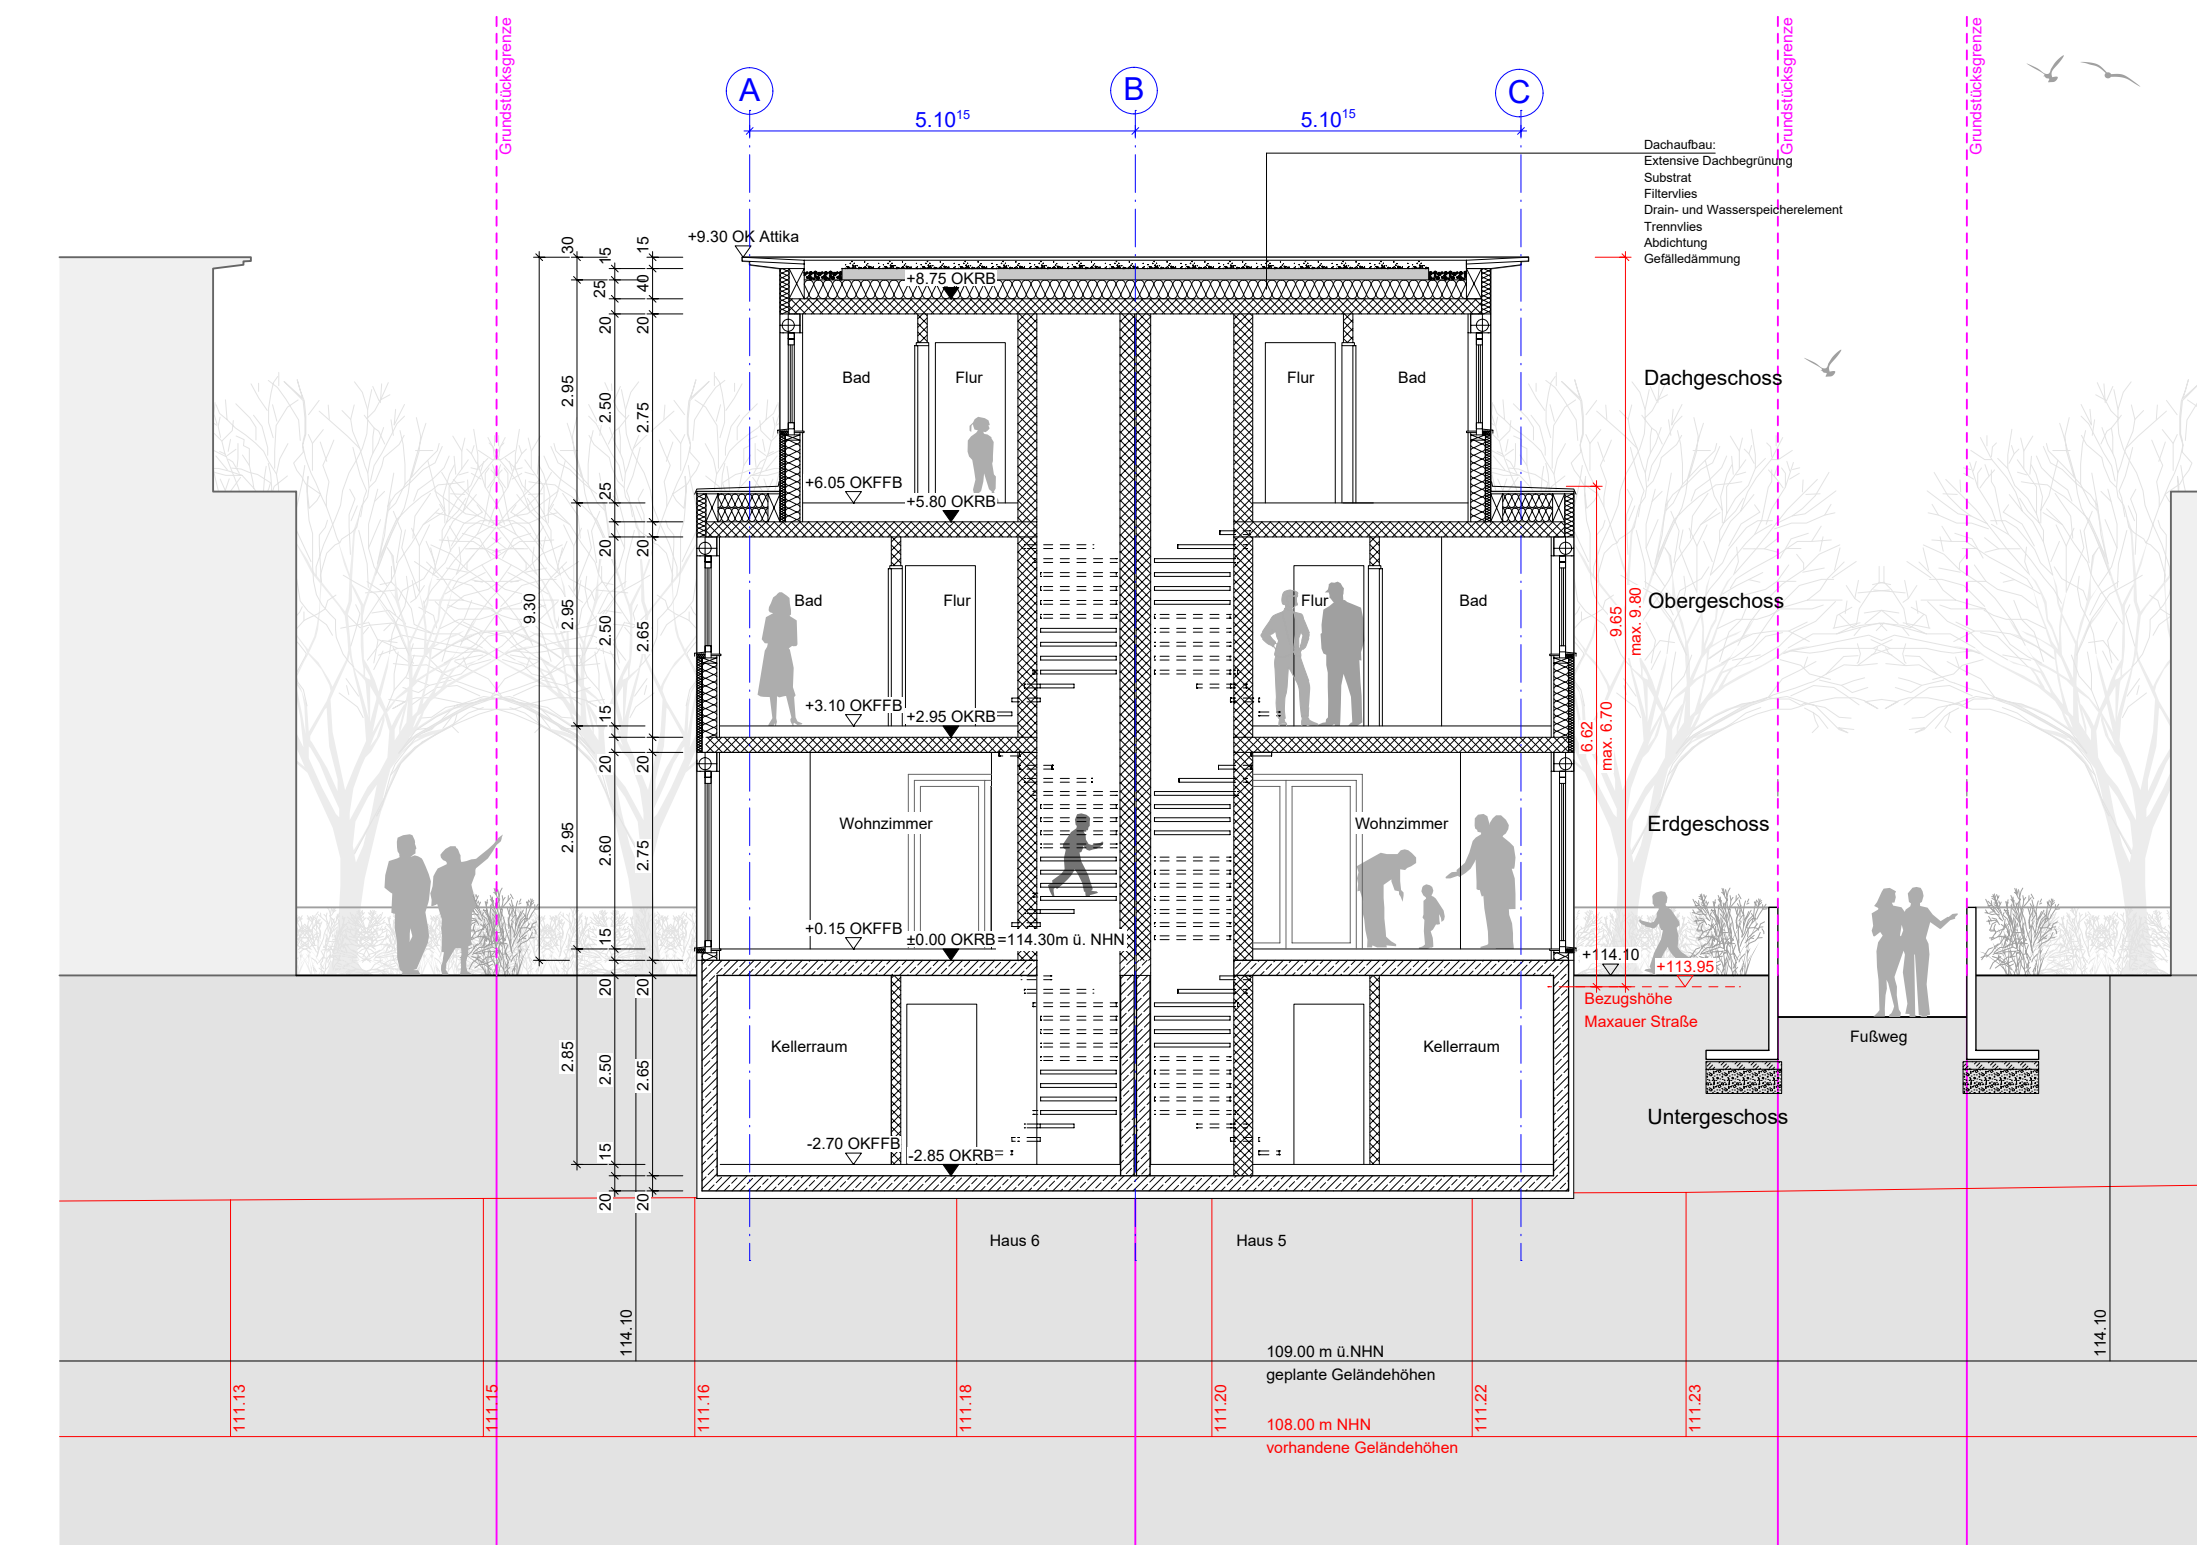 Grundstücksgrenze
Grundstücksgrenze
Grundstücksgrenze
A
B
C
5.10¹⁵
5.10¹⁵
Dachaufbau:
Extensive Dachbegrünung
Substrat
Filtervlies
Drain- und Wasserspeicherelement
Trennvlies
Abdichtung
Gefälledämmung
+9.30 OK Attika
+8.75 OKRB
30
15
15
25
40
20
20
2.95
2.50
2.75
25
Bad
Flur
Flur
Bad
Dachgeschoss
+6.05 OKFFB
+5.80 OKRB
20
20
9.30
2.95
2.50
2.65
15
Bad
Flur
Flur
Bad
Obergeschoss
9.65
max. 9.80
6.62
max. 6.70
+3.10 OKFFB
+2.95 OKRB
20
20
2.95
2.60
2.75
15
Wohnzimmer
Wohnzimmer
Erdgeschoss
+0.15 OKFFB
±0.00 OKRB=114.30m ü. NHN
+114.10
+113.95
Bezugshöhe
Maxauer Straße
Fußweg
20
20
2.85
2.50
2.65
15
Kellerraum
Kellerraum
Untergeschoss
-2.70 OKFFB
-2.85 OKRB=
20
20
Haus 6
Haus 5
114.10
114.10
109.00 m ü.NHN
geplante Geländehöhen
111.13
111.15
111.16
111.18
111.20
111.22
111.23
108.00 m NHN
vorhandene Geländehöhen